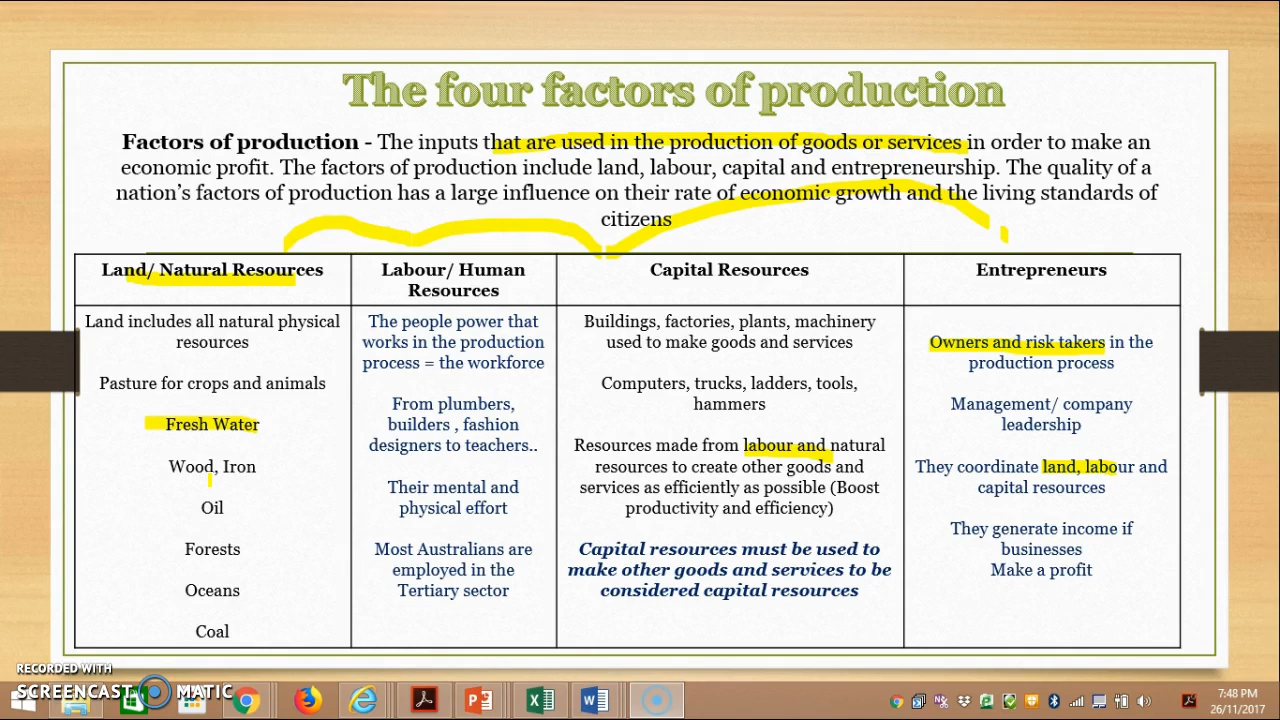 The four factors of production
Factors of production - The inputs that are used in the production of goods or services in order to make an
economic profit. The factors of production include land, labour, capital and entrepreneurship. The quality of a
nation's factors of production has a large influence on their rate of economic growth and the living standards of
citizens
Land/ Natural Resources
Land includes all natural physical
resources
Pasture for crops and animals
Fresh Water
Wood, Iron
Oil
Forests
Oceans
Coal
Labour/ Human
Resources
The people power that
works in the production
process = the workforce
From plumbers,
builders , fashion
designers to teachers..
Their mental and
physical effort
Most Australians are
employed in the
Tertiary sector
Capital Resources
Buildings, factories, plants, machinery
used to make goods and services
Computers, trucks, ladders, tools,
hammers
Resources made from labour and natural
resources to create other goods and
services as efficiently as possible (Boost
productivity and efficiency)
Capital resources must be used to
make other goods and services to be
considered capital resources
Entrepreneurs
Owners and risk takers in the
production process
Management/ company
leadership
They coordinate land, labour and
capital resources
They generate income if
businesses
Make a profit
RECORDED WITH
SCREENCAST MATIC
7:48 PM
26/11/2017